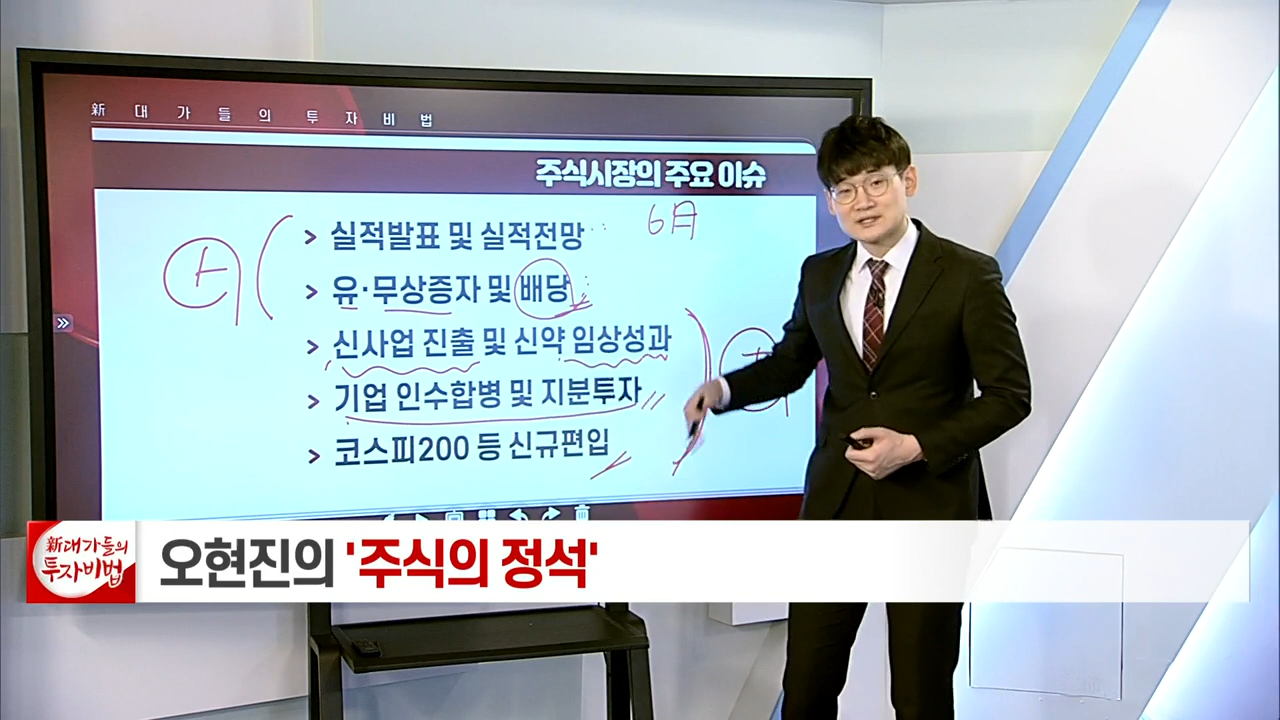 新 대 가 들 의 투 자 비 법
주식시장의 주요 이슈
> 실적발표 및 실적전망
6月
> 유·무상증자 및 배당
> 신사업 진출 및 신약 임상성과
> 기업 인수합병 및 지분투자
> 코스피200 등 신규편입
新대가들의
투자비법
오현진의 '주식의 정석'